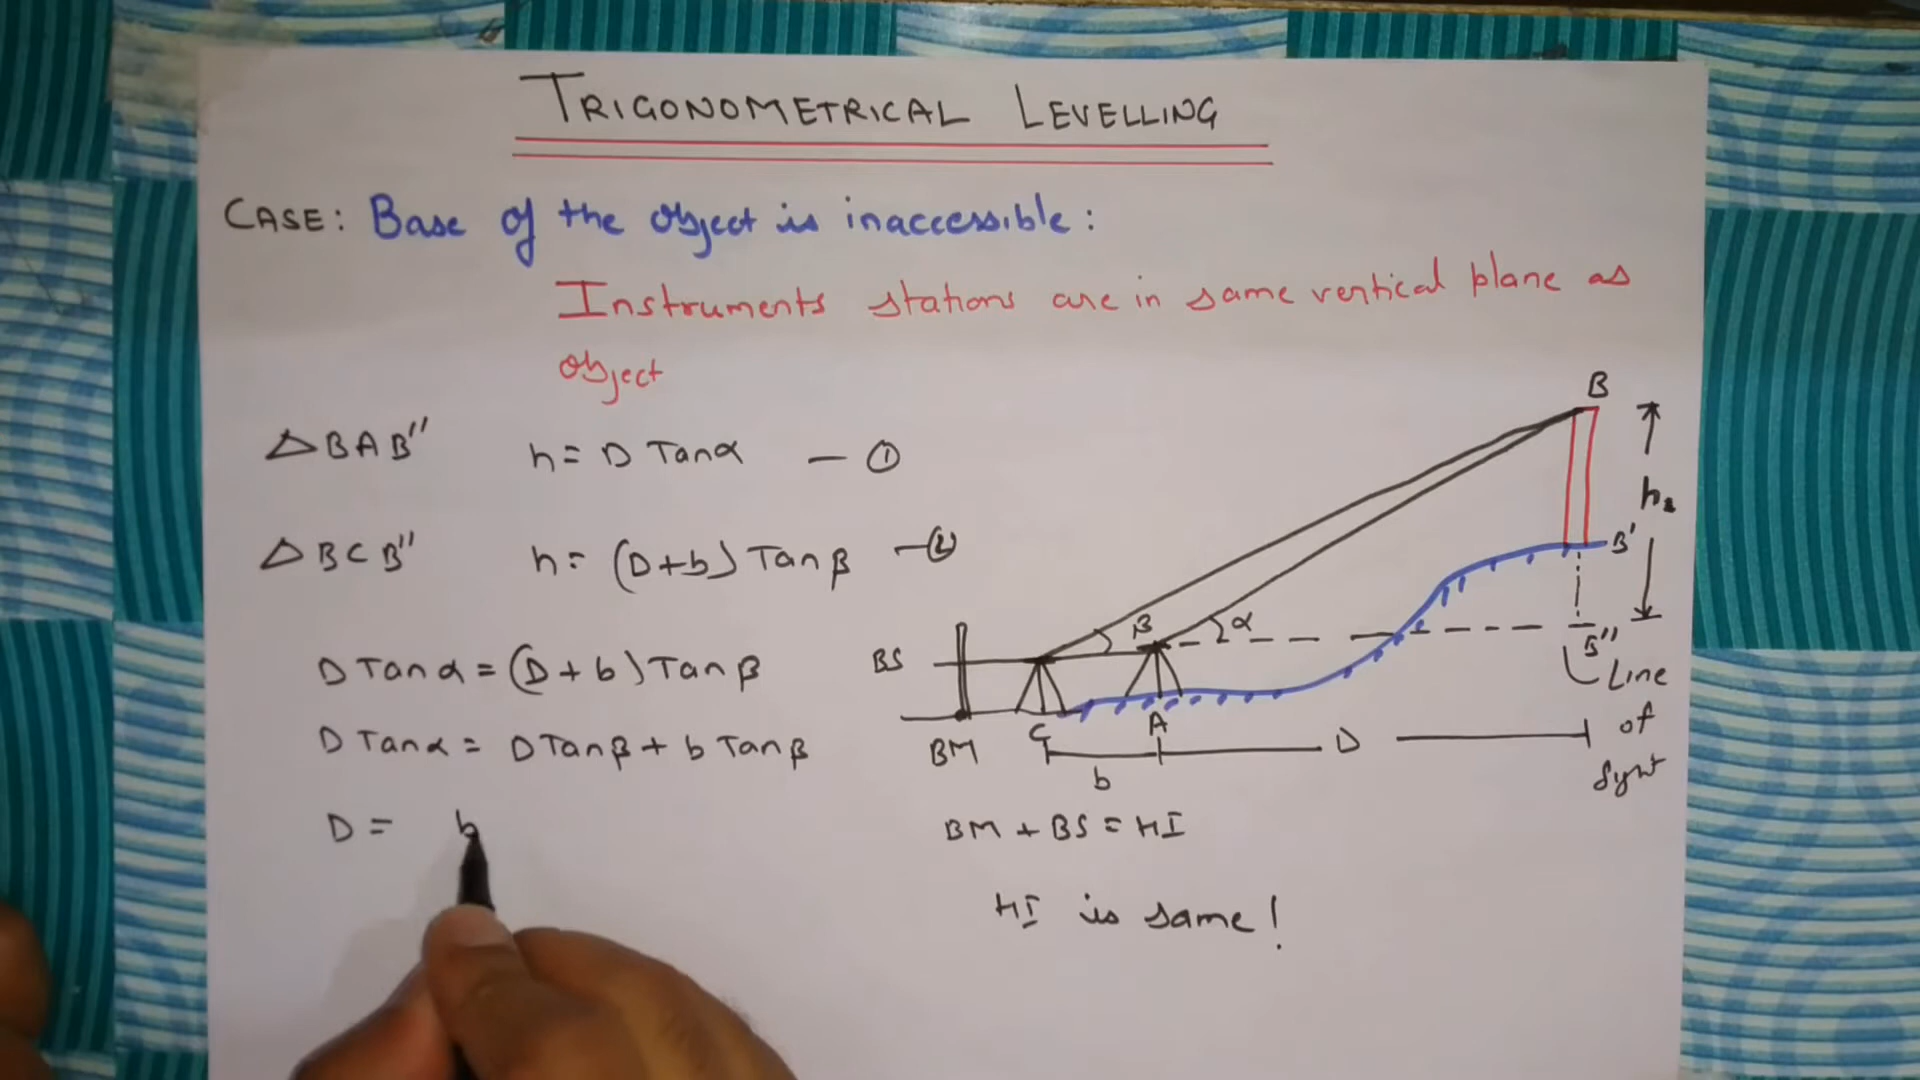 TRIGONOMETRICAL LEVELLING
CASE: Base of the object is inaccessible:
Instruments stations are in same vertical plane as
object
△BAB" h = D Tanα — ①
△BCB" h = (D+b) Tanβ — ②
D Tanα = (D+b) Tanβ
D Tanα = D Tanβ + b Tanβ
D = b
B
h
B'
β
α
BS
B"
Line
of
BM
C
A
b
D
BM + BS = HI
HI is same!